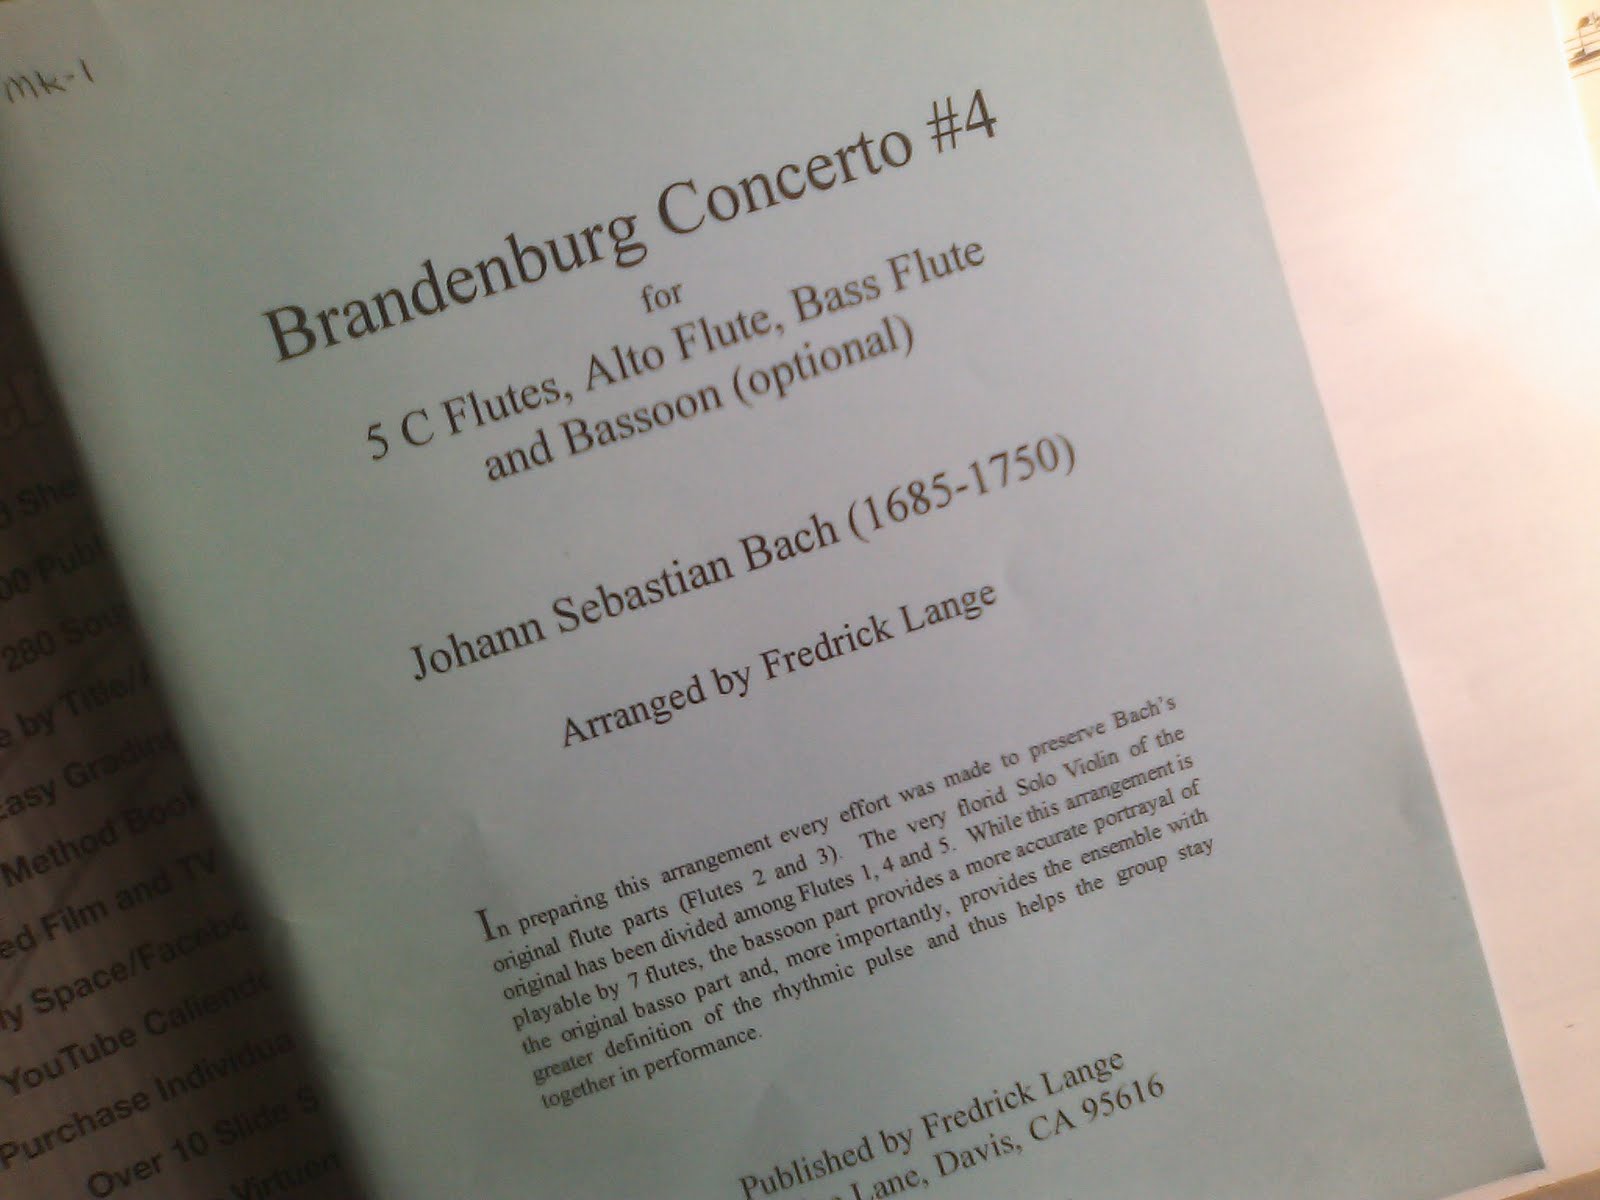 Mk-1
Brandenburg Concerto #4
for
5 C Flutes, Alto Flute, Bass Flute
and Bassoon (optional)
Johann Sebastian Bach (1685-1750)
Arranged by Fredrick Lange
In preparing this arrangement every effort was made to preserve Bach's
original flute parts (Flutes 2 and 3). The very florid Solo Violin of the
original has been divided among Flutes 1, 4 and 5. While this arrangement is
playable by 7 flutes, the bassoon part provides a more accurate portrayal of
the original basso part and, more importantly, provides the ensemble with
greater definition of the rhythmic pulse and thus helps the group stay
together in performance.
Published by Fredrick Lange
Lane, Davis, CA 95616
280
by Title/
Easy Grading
Method Book
Film and TV
Space/
YouTube
Purchase
Over 10 Slide